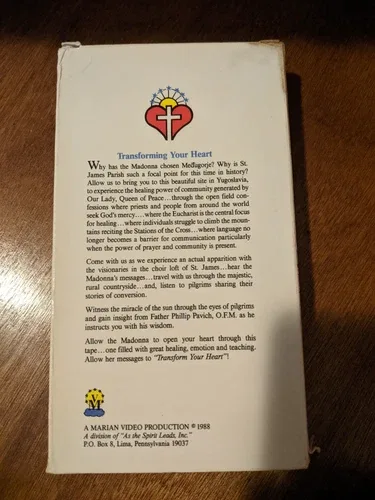 Transforming Your Heart
Why has the Madonna chosen Međugorje? Why is St.
James Parish such a focal point for this time in history?
Allow us to bring you to this beautiful site in Yugoslavia,
to experience the healing power of community generated by
Our Lady, Queen of Peace...through the open field con-
fessions where priests and people from around the world
seek God's mercy....where the Eucharist is the central focus
for healing...where individuals struggle to climb the moun-
tains reciting the Stations of the Cross...where language no
longer becomes a barrier for communication particularly
when the power of prayer and community is present.
Come with us as we experience an actual apparition with
the visionaries in the choir loft of St. James...hear the
Madonna's messages...travel with us through the majestic,
rural countryside...and, listen to pilgrims sharing their
stories of conversion.
Witness the miracle of the sun through the eyes of pilgrims
and gain insight from Father Phillip Pavich, O.F.M. as he
instructs you with his wisdom.
Allow the Madonna to open your heart through this
tape...one filled with great healing, emotion and teaching.
Allow her messages to "Transform Your Heart"!
V
M
A MARIAN VIDEO PRODUCTION © 1988
A division of "As the Spirit Leads, Inc."
P.O. Box 8, Lima, Pennsylvania 19037